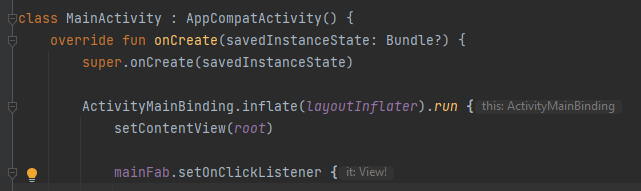 class MainActivity : AppCompatActivity() {
override fun onCreate(savedInstanceState: Bundle?) {
super.onCreate(savedInstanceState)
ActivityMainBinding.inflate(layoutInflater).run { this: ActivityMainBinding
setContentView(root)
mainFab.setOnClickListener { it: View!